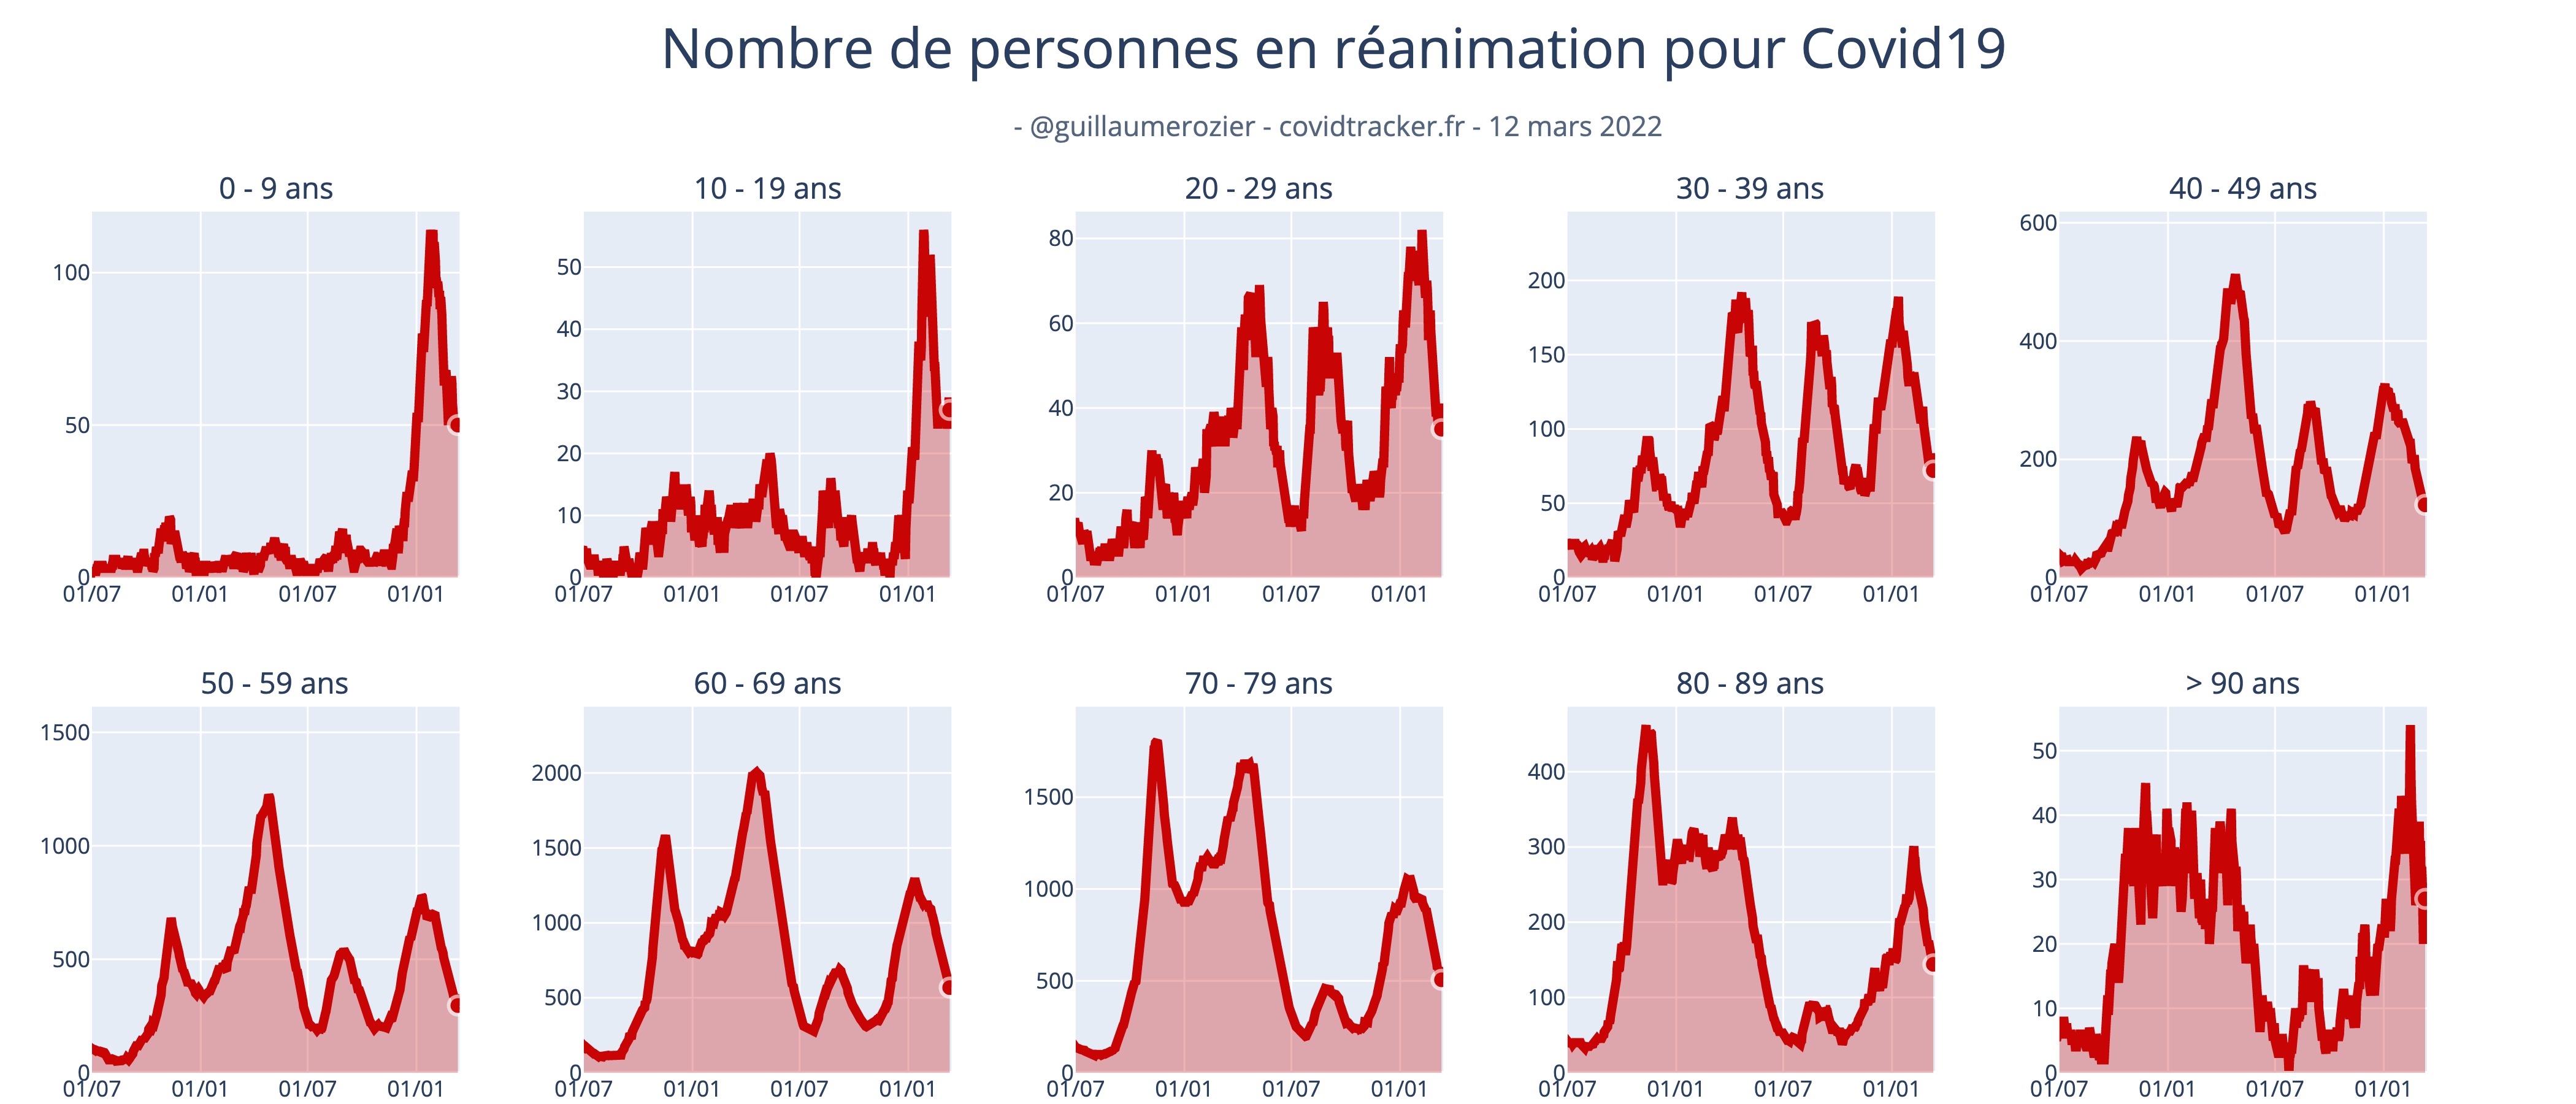 Nombre de personnes en réanimation pour Covid19
- @guillaumerozier - covidtracker.fr - 12 mars 2022
0 - 9 ans
100
50
0
01/07 01/01 01/07 01/01
10 - 19 ans
50
40
30
20
10
0
01/07 01/01 01/07 01/01
20 - 29 ans
80
60
40
20
0
01/07 01/01 01/07 01/01
30 - 39 ans
200
150
100
50
0
01/07 01/01 01/07 01/01
40 - 49 ans
600
400
200
0
01/07 01/01 01/07 01/01
50 - 59 ans
1500
1000
500
0
01/07 01/01 01/07 01/01
60 - 69 ans
2000
1500
1000
500
0
01/07 01/01 01/07 01/01
70 - 79 ans
1500
1000
500
0
01/07 01/01 01/07 01/01
80 - 89 ans
400
300
200
100
0
01/07 01/01 01/07 01/01
> 90 ans
50
40
30
20
10
0
01/07 01/01 01/07 01/01